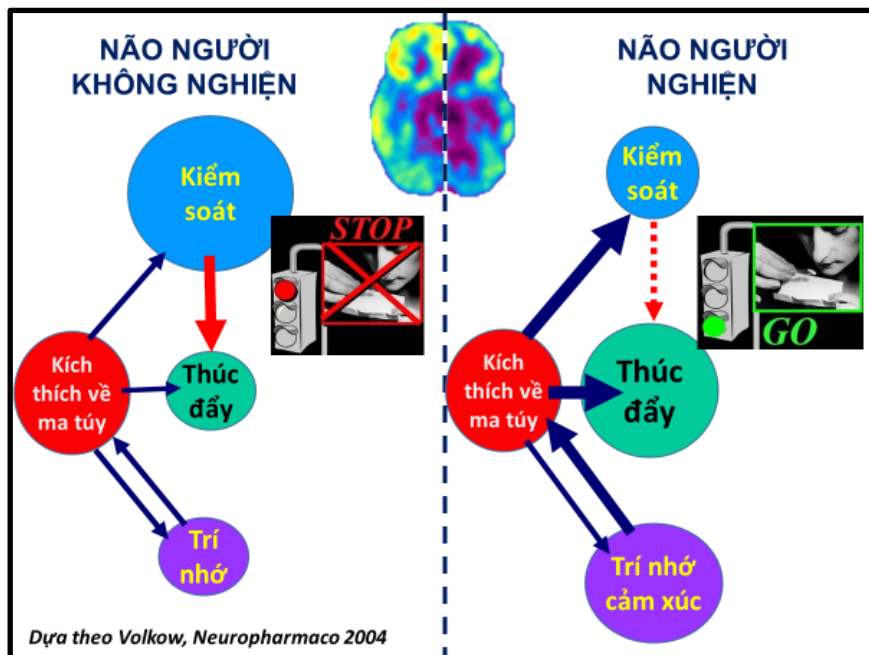 NÃO NGƯỜI
KHÔNG NGHIỆN
Kiểm
soát
STOP
Kích
thích về
ma túy
Thúc
đẩy
Trí
nhớ
Dựa theo Volkow, Neuropharmaco 2004
NÃO NGƯỜI
NGHIỆN
Kiểm
soát
GO
Kích
thích về
ma túy
Thúc
đẩy
Trí nhớ
cảm xúc